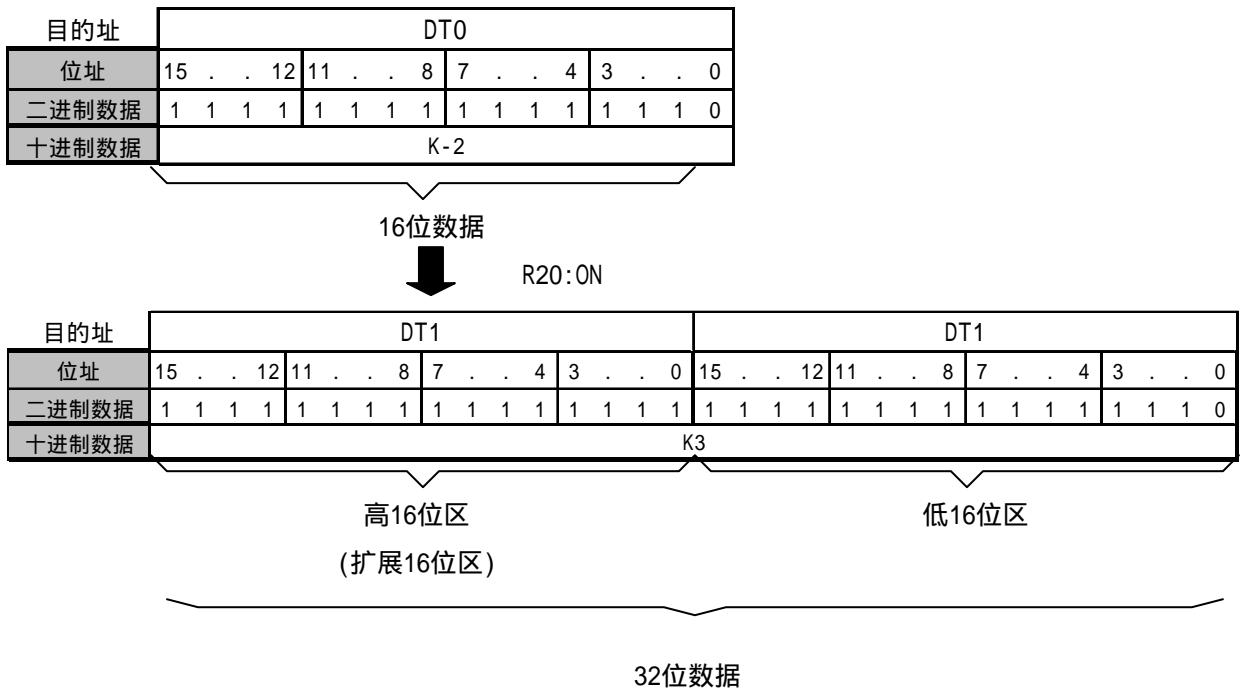 目的址 DT0
位址 15 . . 12 11 . . 8 7 . . 4 3 . . 0
二进制数据 1 1 1 1 1 1 1 1 1 1 1 1 1 1 1 0
十进制数据 K-2
16位数据
R20:ON
目的址 DT1 DT1
位址 15 . . 12 11 . . 8 7 . . 4 3 . . 0 15 . . 12 11 . . 8 7 . . 4 3 . . 0
二进制数据 1 1 1 1 1 1 1 1 1 1 1 1 1 1 1 1 1 1 1 1 1 1 1 1 1 1 1 1 1 1 1 0
十进制数据 K3
高16位区 低16位区
(扩展16位区)
32位数据